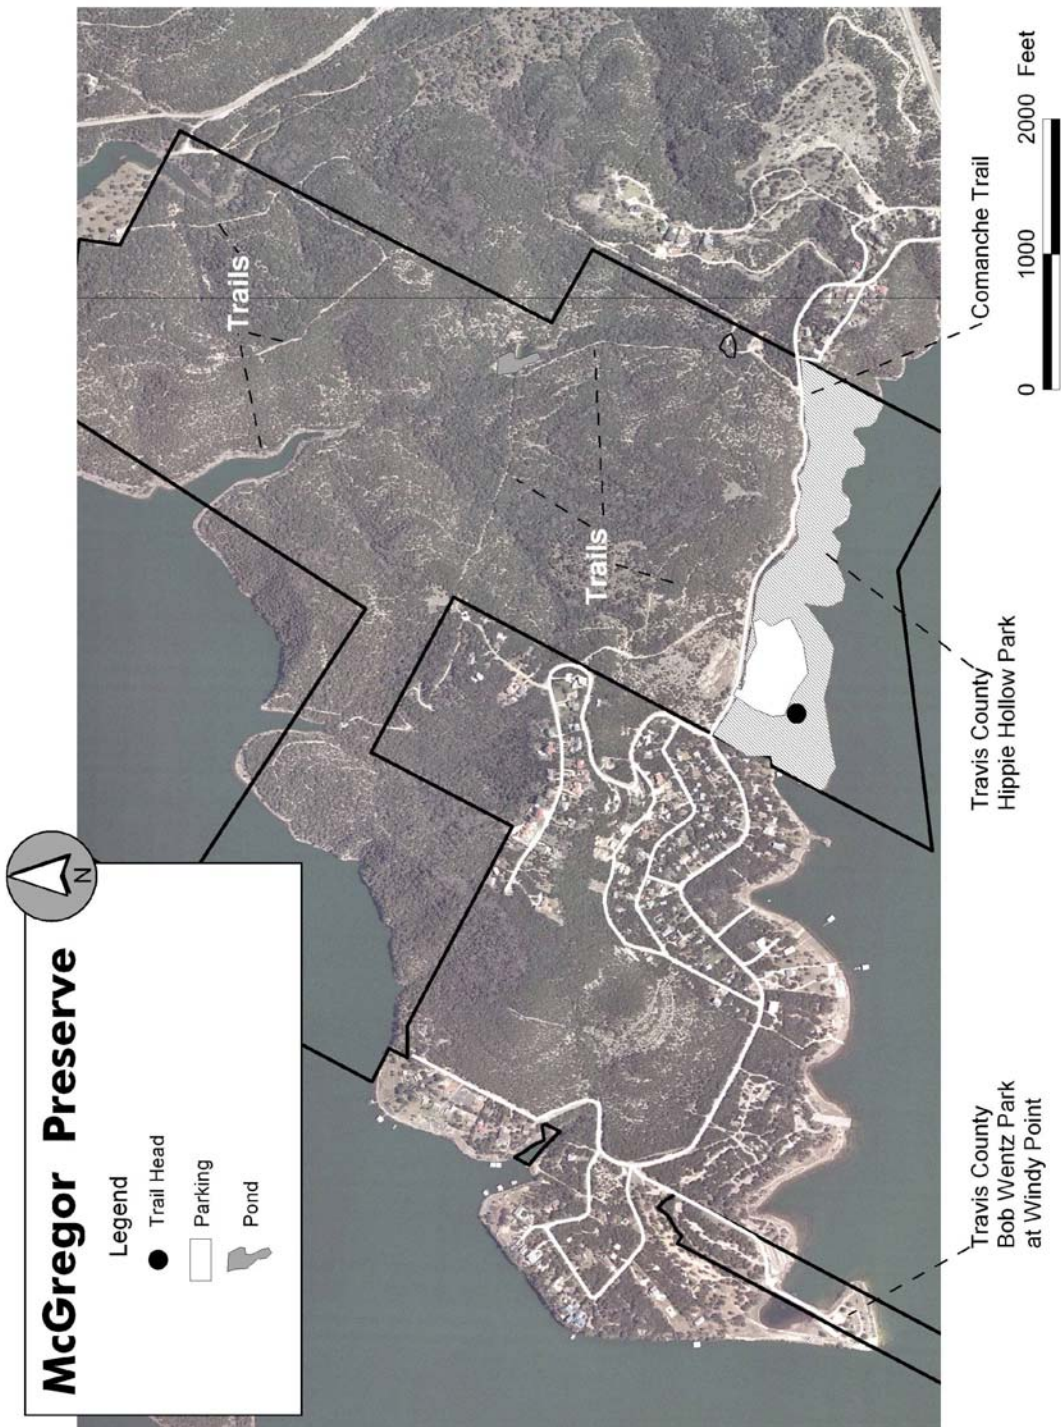 McGregor Preserve
N
Legend
Trail Head
Parking
Pond
Trails
Trails
Travis County
Bob Wentz Park
at Windy Point
Travis County
Hippie Hollow Park
Comanche Trail
0 1000 2000 Feet